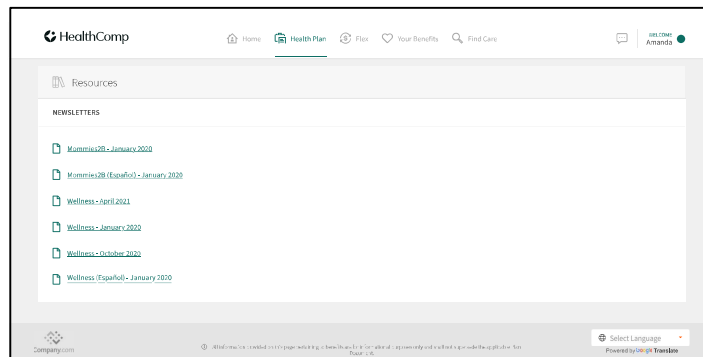 HealthComp
Home
Health Plan
Flex
Your Benefits
Find Care
WELCOME
Amanda
Resources
NEWSLETTERS
Mommies2B - January 2020
Mommies2B (Español) - January 2020
Wellness - April 2021
Wellness - January 2020
Wellness - October 2020
Wellness (Español) - January 2020
Company.com
Select Language
Powered by Google Translate